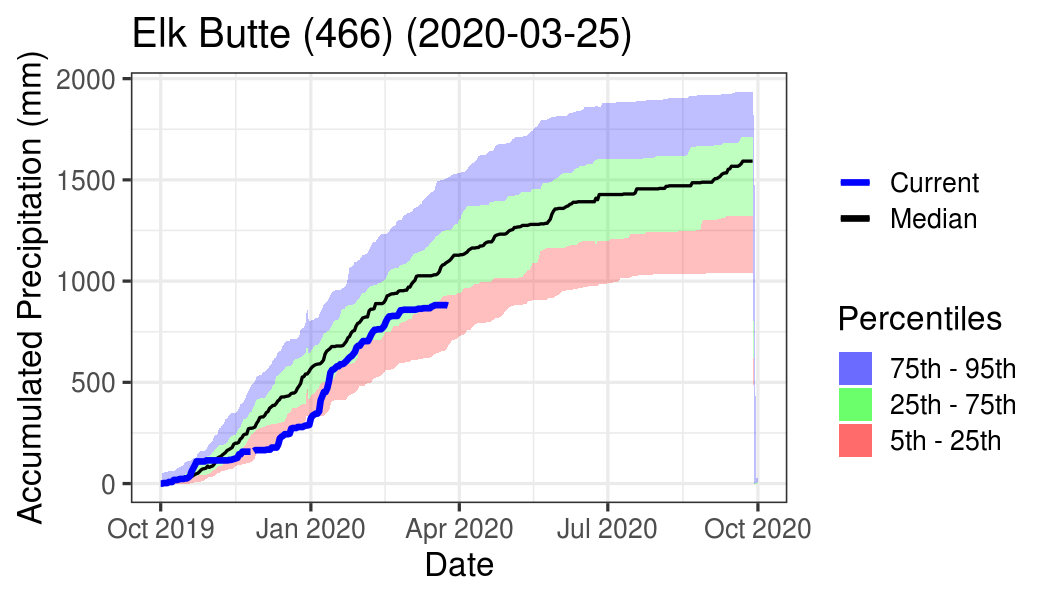 Elk Butte (466) (2020-03-25)
Accumulated Precipitation (mm)
2000
1500
1000
500
0
Oct 2019
Jan 2020
Apr 2020
Jul 2020
Oct 2020
Date
Current
Median
Percentiles
75th - 95th
25th - 75th
5th - 25th